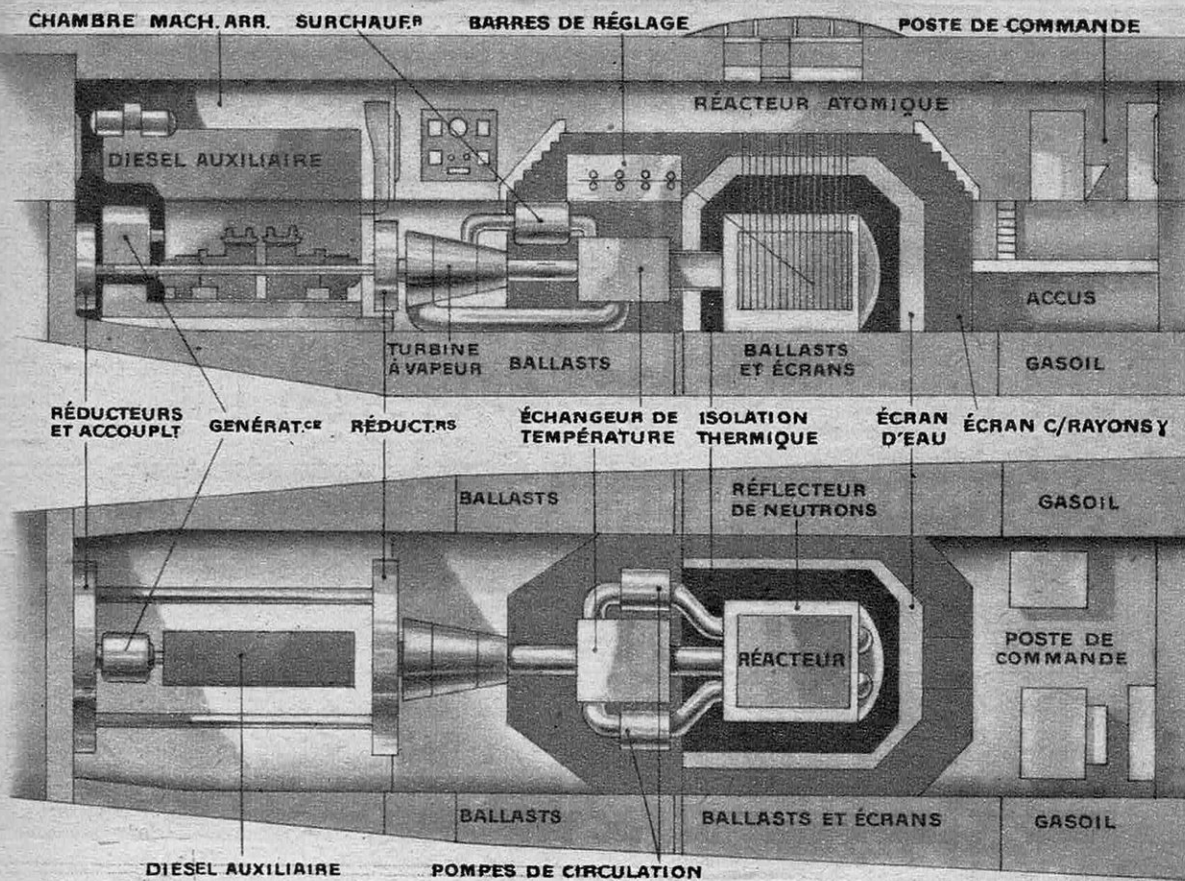 CHAMBRE MACH. ARR. SURCHAUF.R BARRES DE RÉGLAGE POSTE DE COMMANDE
RÉACTEUR ATOMIQUE
DIESEL AUXILIAIRE
ACCUS
TURBINE
À VAPEUR
BALLASTS
BALLASTS
ET ÉCRANS
GASOIL
RÉDUCTEURS
ET ACCOUPLT
GENÉRAT.CE
RÉDUCT.RS
ÉCHANGEUR DE
TEMPÉRATURE
ISOLATION
THERMIQUE
ÉCRAN
D'EAU
ÉCRAN C/RAYONS γ
BALLASTS
RÉFLECTEUR
DE NEUTRONS
GASOIL
RÉACTEUR
POSTE DE
COMMANDE
BALLASTS
BALLASTS ET ÉCRANS
GASOIL
DIESEL AUXILIAIRE
POMPES DE CIRCULATION